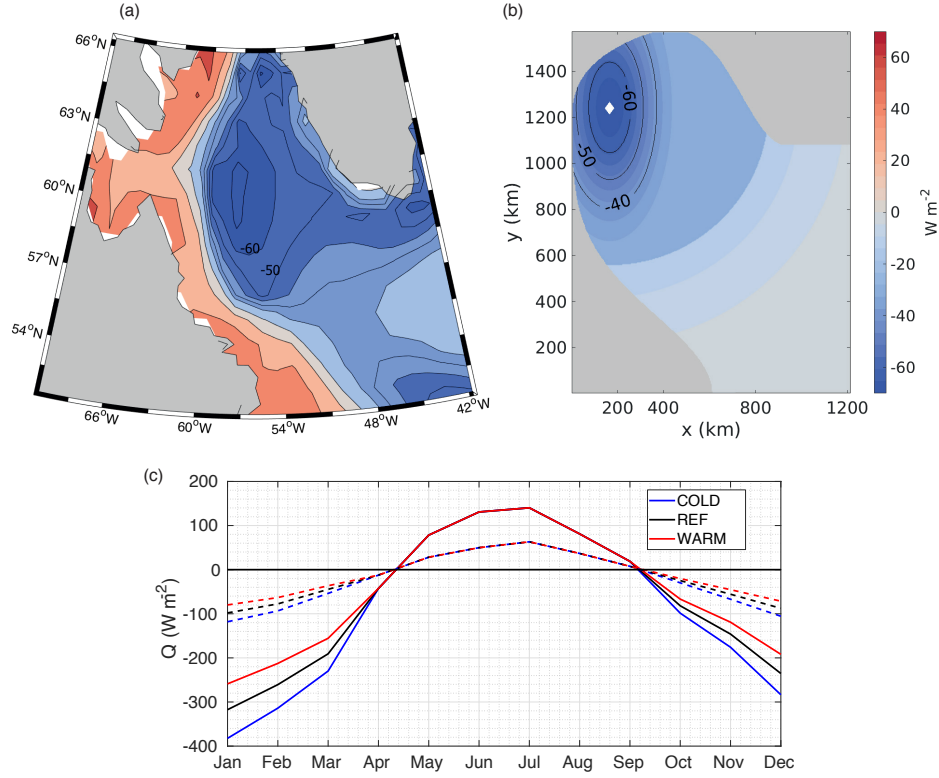 (a)
66°N
63°N
60°N
57°N
54°N
66°W
60°W
54°W
48°W
42°W
-60
-50
(b)
1400
1200
1000
800
600
400
200
y (km)
200
400
800
1200
x (km)
-60
-50
-40
60
40
20
0
-20
-40
-60
W m-2
(c)
200
100
0
-100
-200
-300
-400
Q (W m-2)
COLD
REF
WARM
Jan Feb Mar Apr May Jun Jul Aug Sep Oct Nov Dec